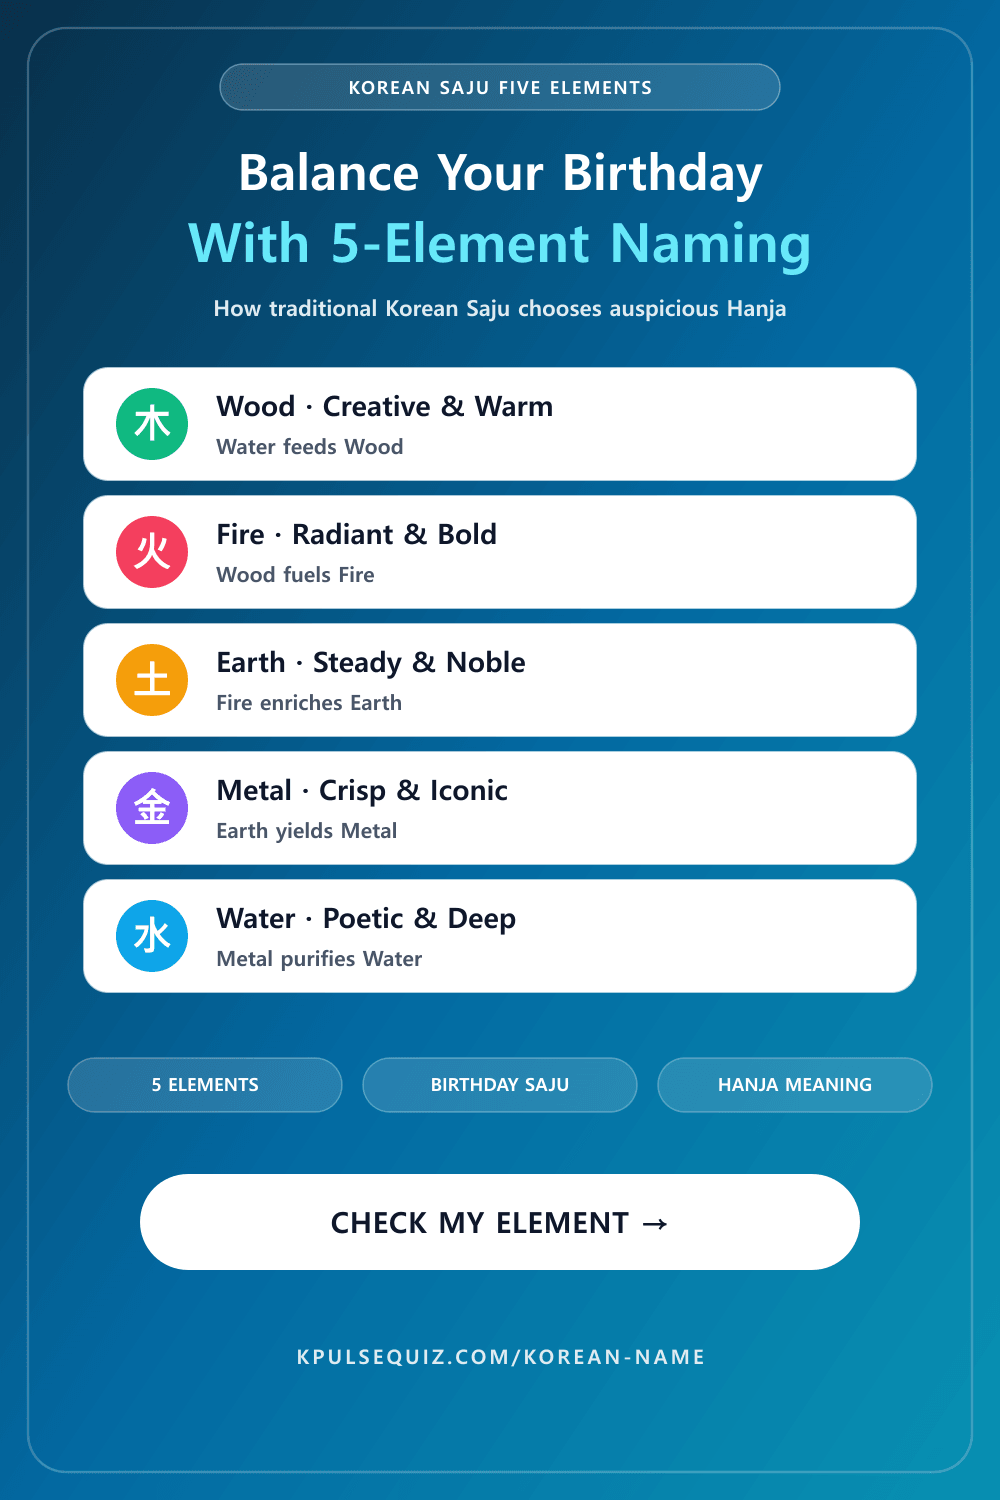 KOREAN SAJU FIVE ELEMENTS
Balance Your Birthday
With 5-Element Naming
How traditional Korean Saju chooses auspicious Hanja
木
Wood · Creative & Warm
Water feeds Wood
火
Fire · Radiant & Bold
Wood fuels Fire
土
Earth · Steady & Noble
Fire enriches Earth
金
Metal · Crisp & Iconic
Earth yields Metal
水
Water · Poetic & Deep
Metal purifies Water
5 ELEMENTS
BIRTHDAY SAJU
HANJA MEANING
CHECK MY ELEMENT →
KPULSEQUIZ.COM/KOREAN-NAME